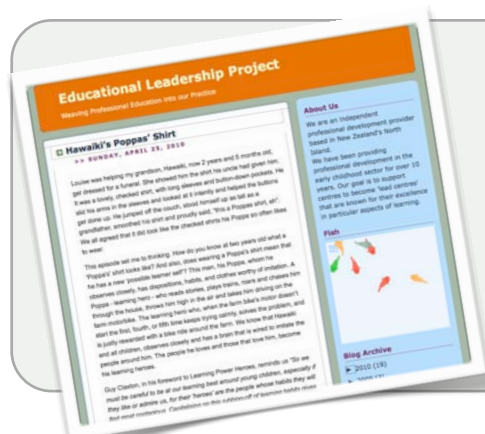 Educational Leadership Project
Weaving Professional Education into our Practice
Hawaiki's Poppas' Shirt
>> SUNDAY, APRIL 25, 2010
Louise was helping my grandson, Hawaiki, now 2 years and 5 months old,
get dressed for a funeral. She showed him the shirt his uncle had given him.
It was a lovely, checked shirt, with long sleeves and button-down pockets. He
slid his arms in the sleeves and looked at it intently and helped the buttons
get done up. He jumped off the couch, stood himself up as tall as a
grandfather, smoothed his shirt and proudly said, "this a Poppas shirt, eh".
We all agreed that it did look like the checked shirts his Poppa so often likes
to wear.
This episode set me to thinking. How do you know at two years old what a
'Poppa's' shirt looks like? And also, does wearing a Poppa's shirt mean that
he has a new 'possible learner self'? This man, his Poppa, whom he
observes closely, has dispositions, habits, and clothes worthy of imitation. A
Poppa - learning hero - who reads stories, plays trains, roars and chases him
through the house, throws him high in the air and takes him driving on the
farm motorbike. The learning hero who, when the farm bike's motor doesn't
start the first, fourth, or fifth time keeps trying calmly, solves the problem, and
is justly rewarded with a bike ride around the farm. We know that Hawaiki
and all children, observes closely and has a brain that is wired to imitate the
people around him. The people he loves and those that love him, become
his learning heroes.
Guy Claxton, in his foreword to Learning Power Heroes, reminds us "So we
must be careful to be at our learning best around young children, especially if
they like or admire us, for their 'heroes' are the people whose habits they will
About Us
We are an independent
professional development provider
based in New Zealand's North
Island.
We have been providing
professional development in the
early childhood sector for over 10
years. Our goal is to support
centres to become 'lead centres'
that are known for their excellence
in particular aspects of learning.
Fish
Blog Archive
► 2010 (19)